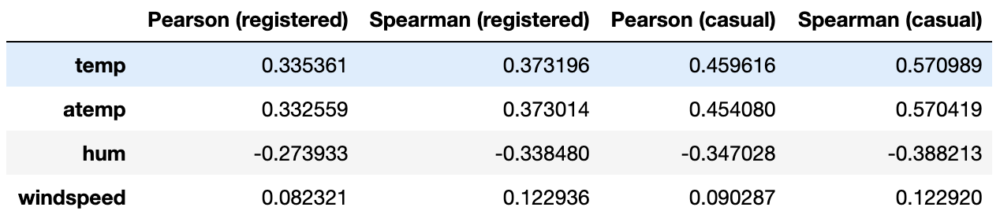 Pearson (registered) Spearman (registered) Pearson (casual) Spearman (casual)
temp 0.335361 0.373196 0.459616 0.570989
atemp 0.332559 0.373014 0.454080 0.570419
hum -0.273933 -0.338480 -0.347028 -0.388213
windspeed 0.082321 0.122936 0.090287 0.122920